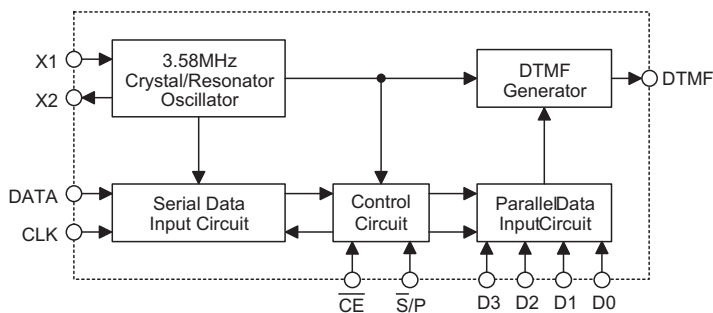 X1
X2
3.58MHz
Crystal/Resonator
Oscillator
DTMF
Generator
DTMF
DATA
CLK
Serial Data
Input Circuit
Control
Circuit
ParallelData
InputCircuit
C̅E̅
S̅/P
D3
D2
D1
D0